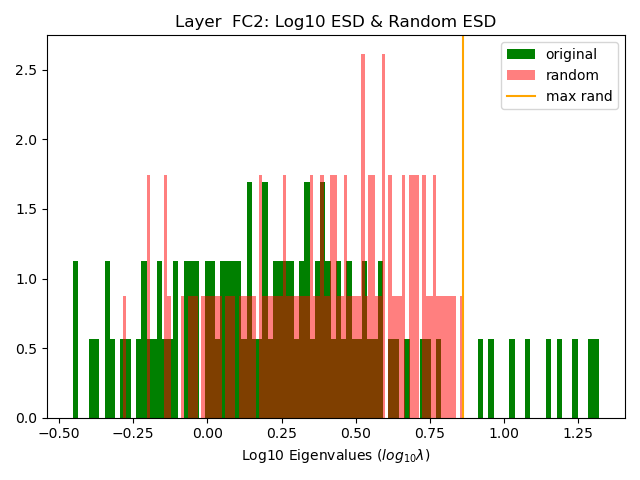 Layer  FC2: Log10 ESD & Random ESD
original
random
max rand
2.5
2.0
1.5
1.0
0.5
0.0
−0.50 −0.25 0.00 0.25 0.50 0.75 1.00 1.25
Log10 Eigenvalues (log₁₀λ)